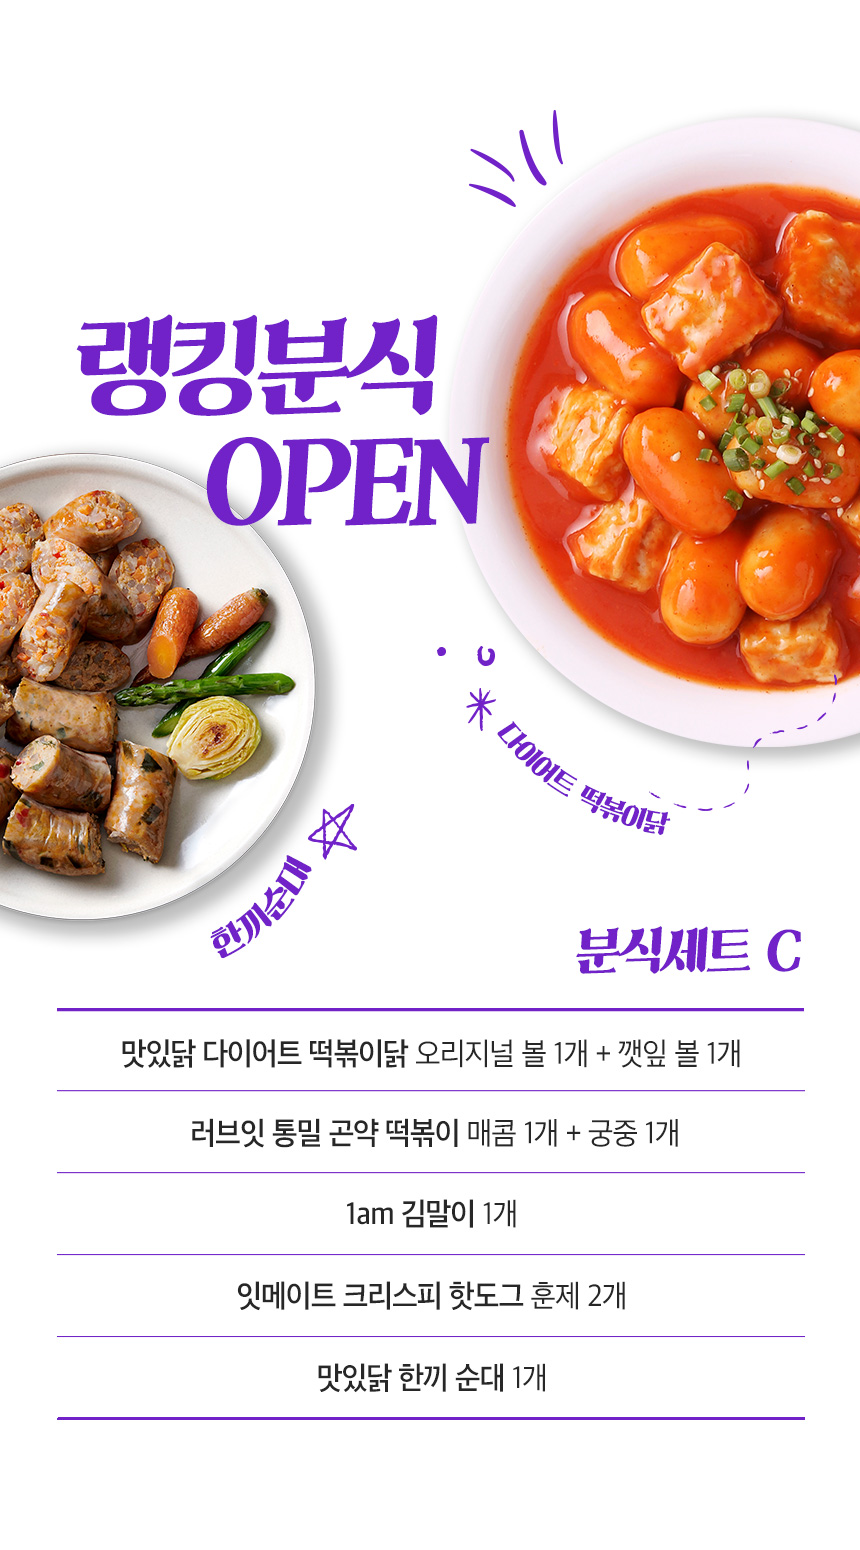 랭킹분식
OPEN
다이어트 떡볶이닭
한끼순대
분식세트 C
맛있닭 다이어트 떡볶이닭 오리지널 볼 1개 + 깻잎 볼 1개
러브잇 통밀 곤약 떡볶이 매콤 1개 + 궁중 1개
1am 김말이 1개
잇메이트 크리스피 핫도그 훈제 2개
맛있닭 한끼 순대 1개